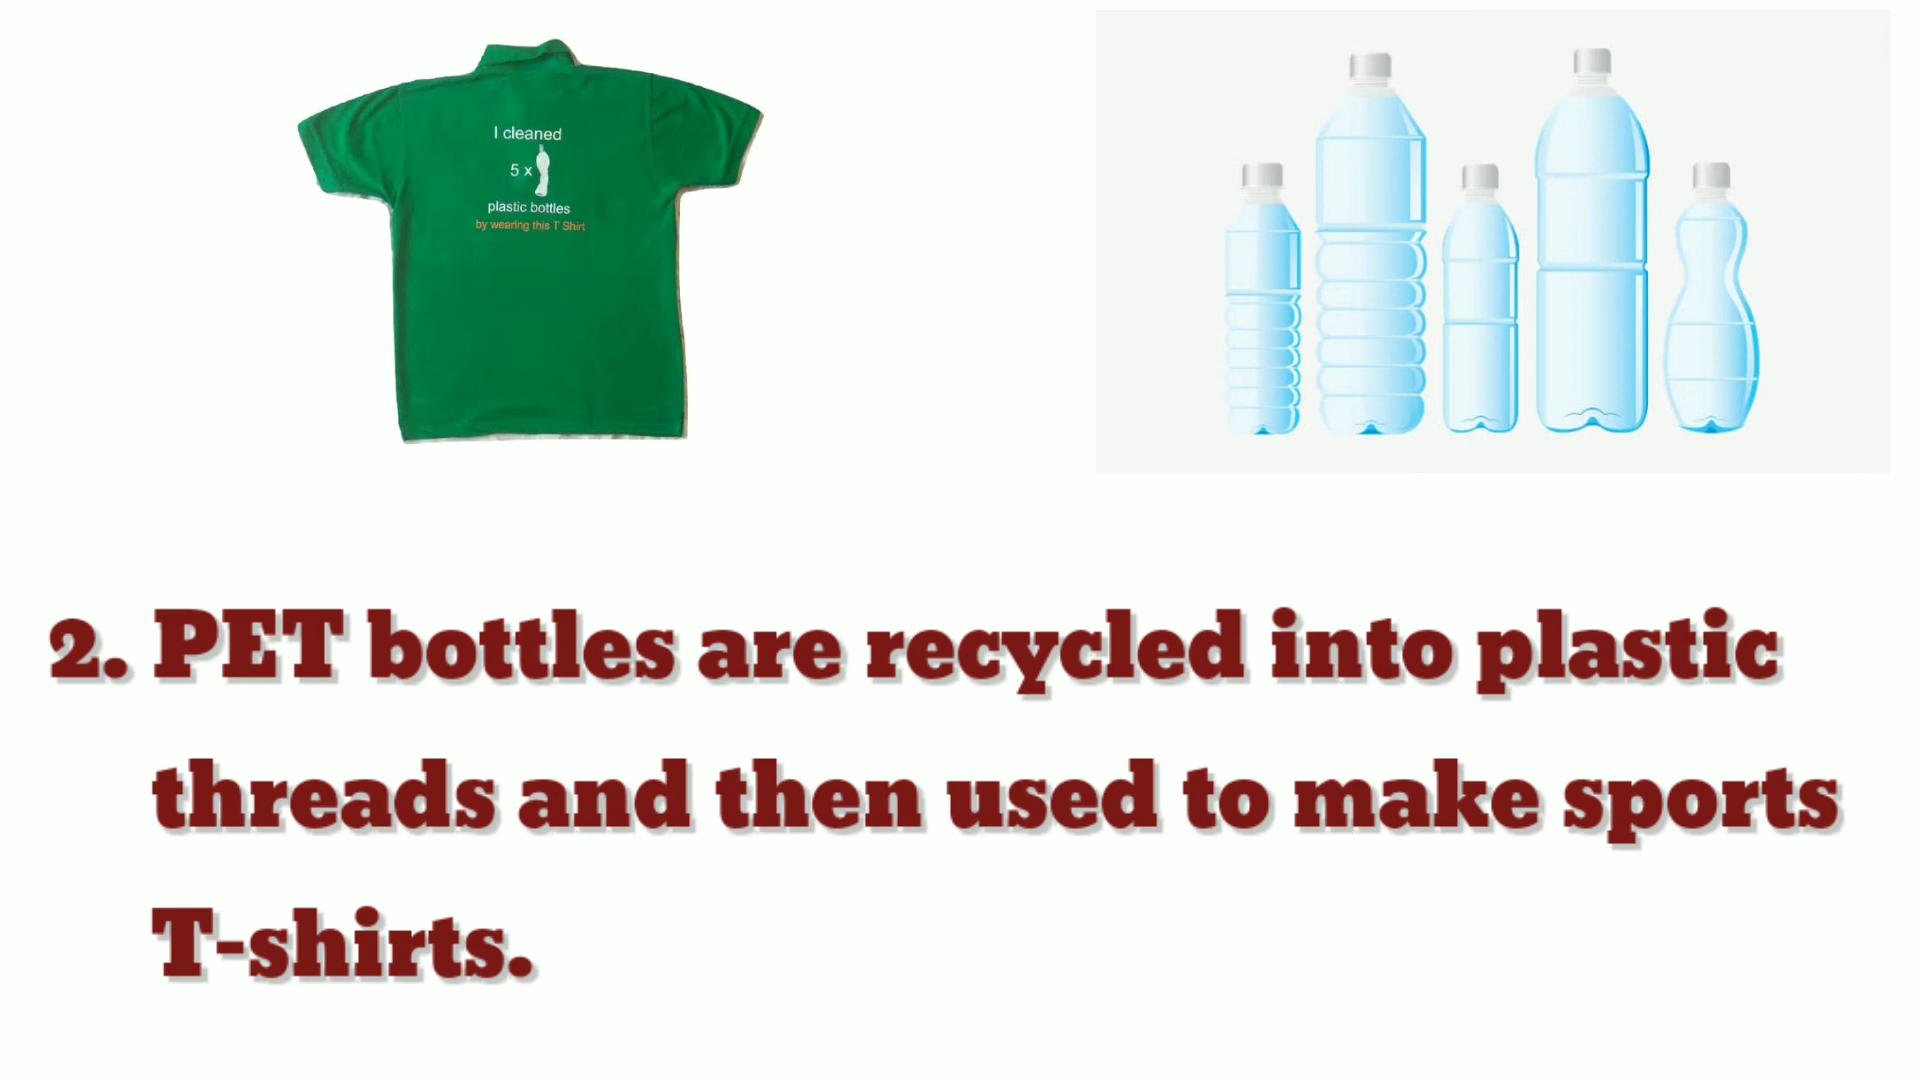 I cleaned
5 x
plastic bottles
by wearing this T Shirt
2. PET bottles are recycled into plastic
threads and then used to make sports
T-shirts.